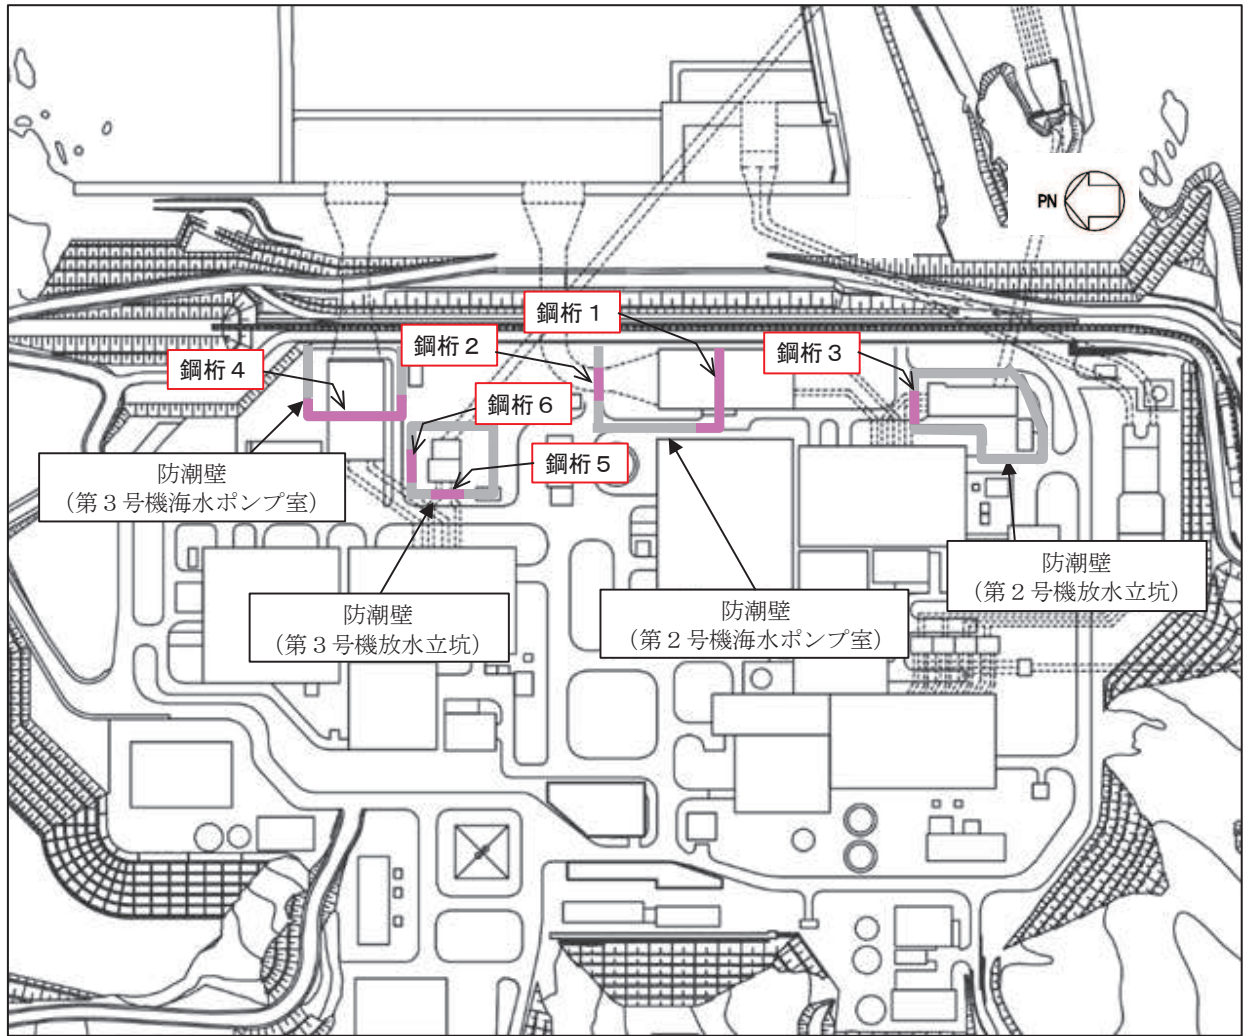 PN
鋼桁１
鋼桁２
鋼桁３
鋼桁４
鋼桁６
鋼桁５
防潮壁
（第３号機海水ポンプ室）
防潮壁
（第２号機放水立坑）
防潮壁
（第３号機放水立坑）
防潮壁
（第２号機海水ポンプ室）